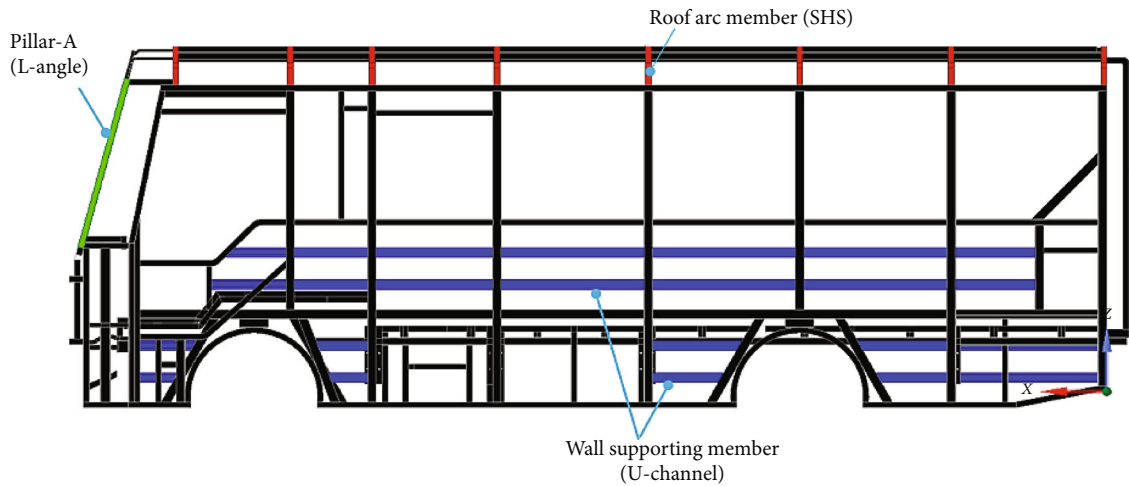 Roof arc member (SHS)
Pillar-A
(L-angle)
Z
X
Wall supporting member
(U-channel)